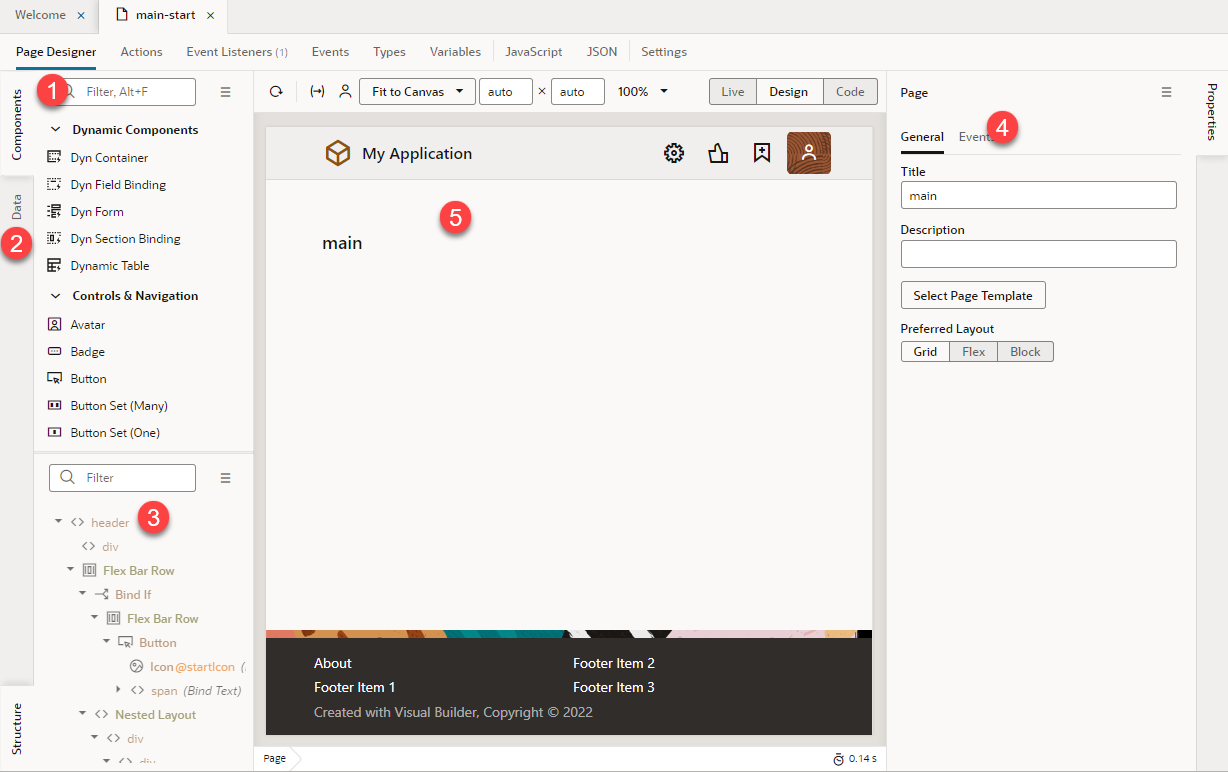 Welcome × main-start ×
Page Designer Actions Event Listeners (1) Events Types Variables JavaScript JSON Settings
Components
Data
Structure
1
Filter, Alt+F
Dynamic Components
Dyn Container
Dyn Field Binding
Dyn Form
Dyn Section Binding
Dynamic Table
2
Controls & Navigation
Avatar
Badge
Button
Button Set (Many)
Button Set (One)
Filter
header
3
div
Flex Bar Row
Bind If
Flex Bar Row
Button
Icon @startIcon (
span (Bind Text)
Nested Layout
div
div
Fit to Canvas auto × auto 100% Live Design Code
My Application
5
main
About Footer Item 2
Footer Item 1 Footer Item 3
Created with Visual Builder, Copyright © 2022
Page 0.14 s
Page
4
General Event
Title
main
Description
Select Page Template
Preferred Layout
Grid Flex Block
Properties